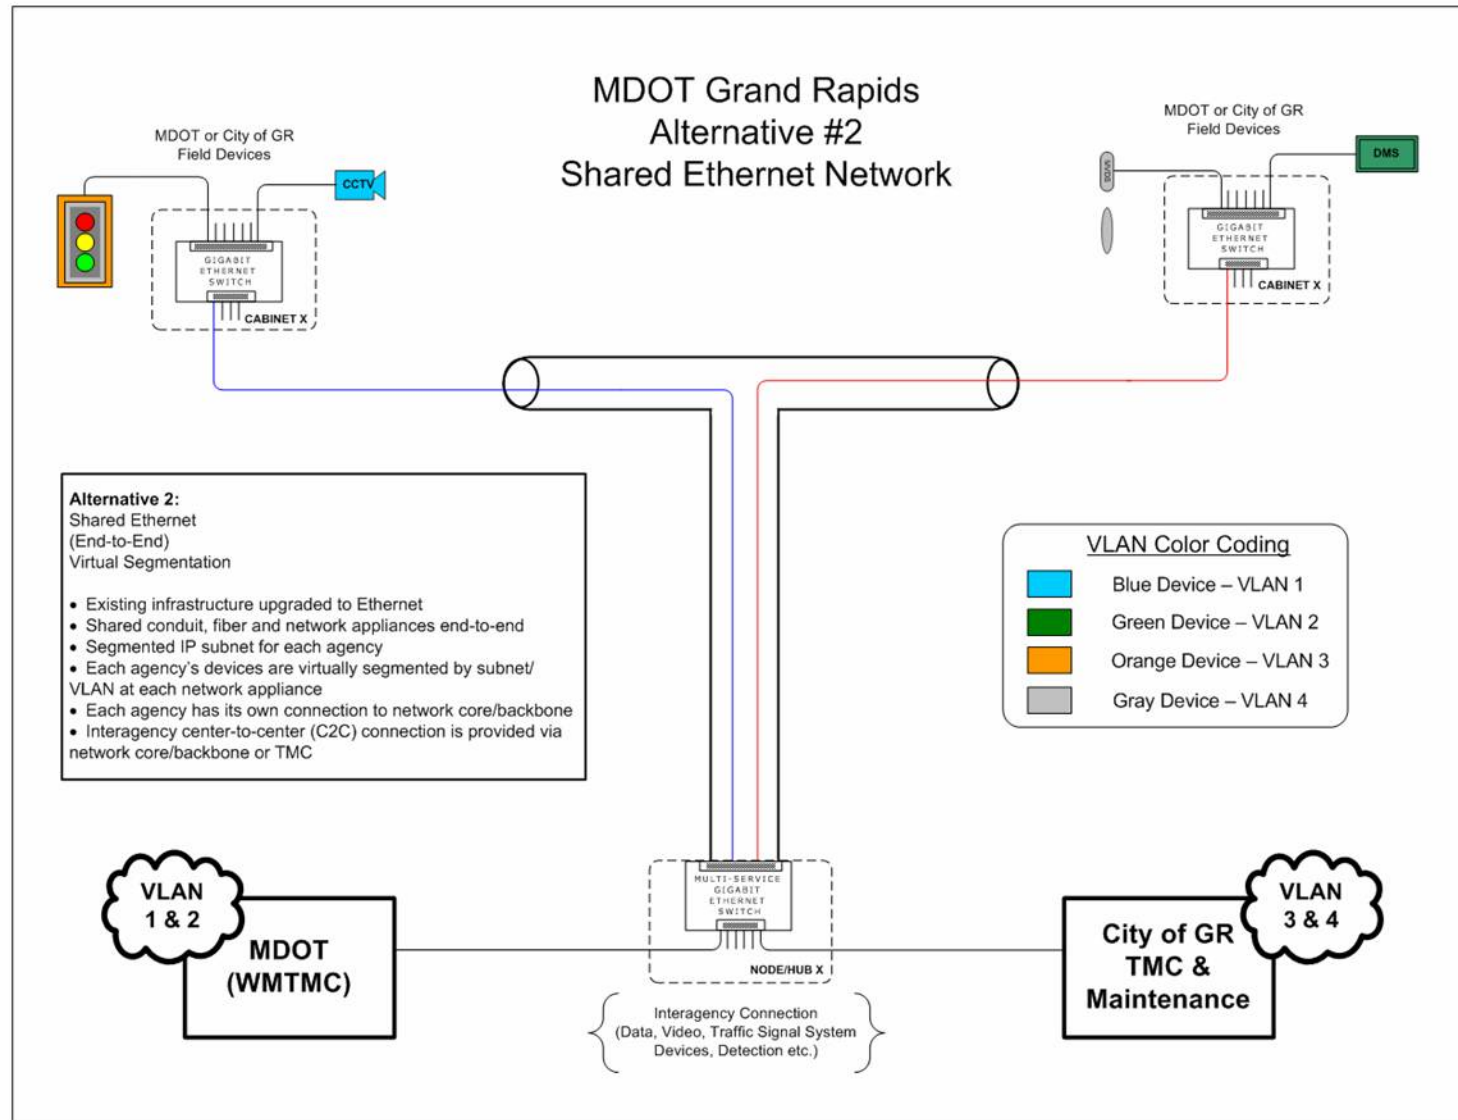 MDOT Grand Rapids
Alternative #2
Shared Ethernet Network
MDOT or City of GR
Field Devices
CCTV
GIGABIT
ETHERNET
SWITCH
CABINET X
MDOT or City of GR
Field Devices
MVDS
DMS
GIGABIT
ETHERNET
SWITCH
CABINET X
Alternative 2:
Shared Ethernet
(End-to-End)
Virtual Segmentation
• Existing infrastructure upgraded to Ethernet
• Shared conduit, fiber and network appliances end-to-end
• Segmented IP subnet for each agency
• Each agency's devices are virtually segmented by subnet/
VLAN at each network appliance
• Each agency has its own connection to network core/backbone
• Interagency center-to-center (C2C) connection is provided via
network core/backbone or TMC
VLAN Color Coding
Blue Device – VLAN 1
Green Device – VLAN 2
Orange Device – VLAN 3
Gray Device – VLAN 4
VLAN
1 & 2
MDOT
(WMTMC)
MULTI-SERVICE
GIGABIT
ETHERNET
SWITCH
NODE/HUB X
Interagency Connection
(Data, Video, Traffic Signal System
Devices, Detection etc.)
VLAN
3 & 4
City of GR
TMC &
Maintenance